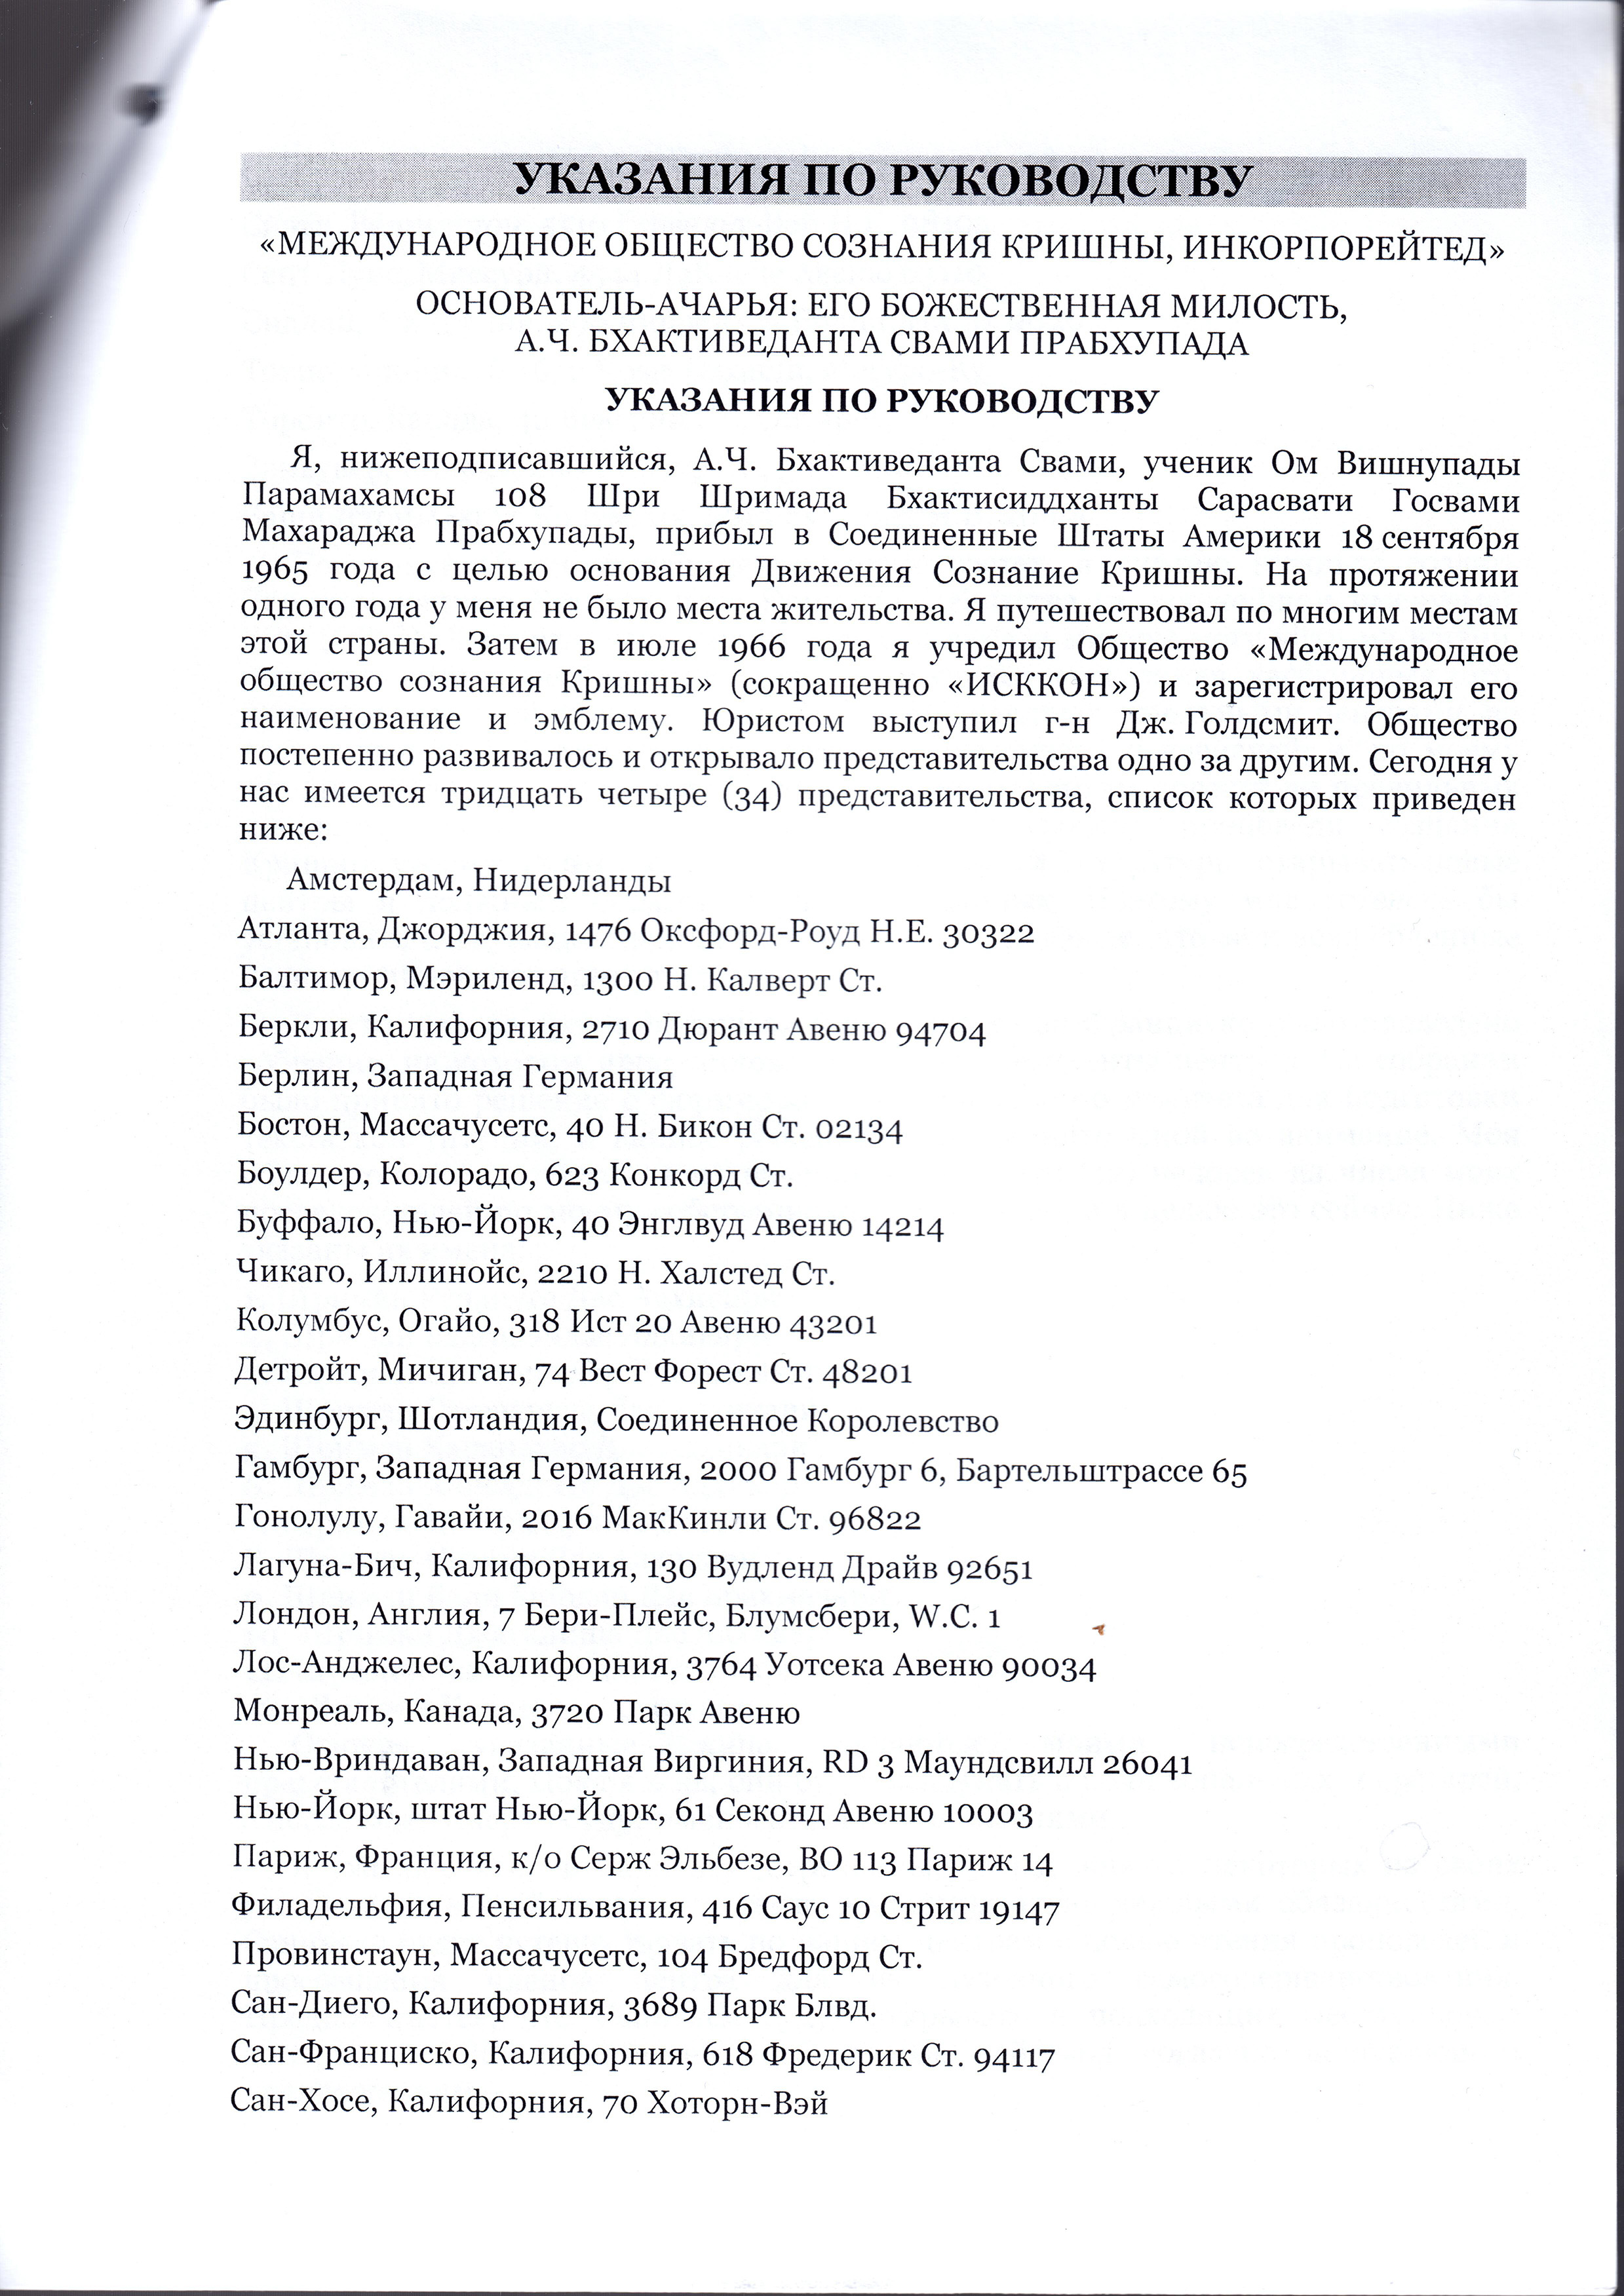 УКАЗАНИЯ ПО РУКОВОДСТВУ
«МЕЖДУНАРОДНОЕ ОБЩЕСТВО СОЗНАНИЯ КРИШНЫ, ИНКОРПОРЕЙТЕД»
ОСНОВАТЕЛЬ-АЧАРЬЯ: ЕГО БОЖЕСТВЕННАЯ МИЛОСТЬ,
А.Ч. БХАКТИВЕДАНТА СВАМИ ПРАБХУПАДА
УКАЗАНИЯ ПО РУКОВОДСТВУ
Я, нижеподписавшийся, А.Ч. Бхактиведанта Свами, ученик Ом Вишнупады
Парамахамсы 108 Шри Шримада Бхактисиддханты Сарасвати Госвами
Махараджа Прабхупады, прибыл в Соединенные Штаты Америки 18 сентября
1965 года с целью основания Движения Сознание Кришны. На протяжении
одного года у меня не было места жительства. Я путешествовал по многим местам
этой страны. Затем в июле 1966 года я учредил Общество «Международное
общество сознания Кришны» (сокращенно «ИСККОН») и зарегистрировал его
наименование и эмблему. Юристом выступил г-н Дж. Голдсмит. Общество
постепенно развивалось и открывало представительства одно за другим. Сегодня у
нас имеется тридцать четыре (34) представительства, список которых приведен
ниже:
Амстердам, Нидерланды
Атланта, Джорджия, 1476 Оксфорд-Роуд Н.Е. 30322
Балтимор, Мэриленд, 1300 Н. Калверт Ст.
Беркли, Калифорния, 2710 Дюрант Авеню 94704
Берлин, Западная Германия
Бостон, Массачусетс, 40 Н. Бикон Ст. 02134
Боулдер, Колорадо, 623 Конкорд Ст.
Буффало, Нью-Йорк, 40 Энглвуд Авеню 14214
Чикаго, Иллинойс, 2210 Н. Халстед Ст.
Колумбус, Огайо, 318 Ист 20 Авеню 43201
Детройт, Мичиган, 74 Вест Форест Ст. 48201
Эдинбург, Шотландия, Соединенное Королевство
Гамбург, Западная Германия, 2000 Гамбург 6, Бартельштрассе 65
Гонолулу, Гавайи, 2016 МакКинли Ст. 96822
Лагуна-Бич, Калифорния, 130 Вудленд Драйв 92651
Лондон, Англия, 7 Бери-Плейс, Блумсбери, W.C. 1
Лос-Анджелес, Калифорния, 3764 Уотсека Авеню 90034
Монреаль, Канада, 3720 Парк Авеню
Нью-Вриндаван, Западная Виргиния, RD 3 Маундсвилл 26041
Нью-Йорк, штат Нью-Йорк, 61 Секонд Авеню 10003
Париж, Франция, к/о Серж Эльбезе, BO 113 Париж 14
Филадельфия, Пенсильвания, 416 Саус 10 Стрит 19147
Провинстаун, Массачусетс, 104 Бредфорд Ст.
Сан-Диего, Калифорния, 3689 Парк Блвд.
Сан-Франциско, Калифорния, 618 Фредерик Ст. 94117
Сан-Хосе, Калифорния, 70 Хоторн-Вэй